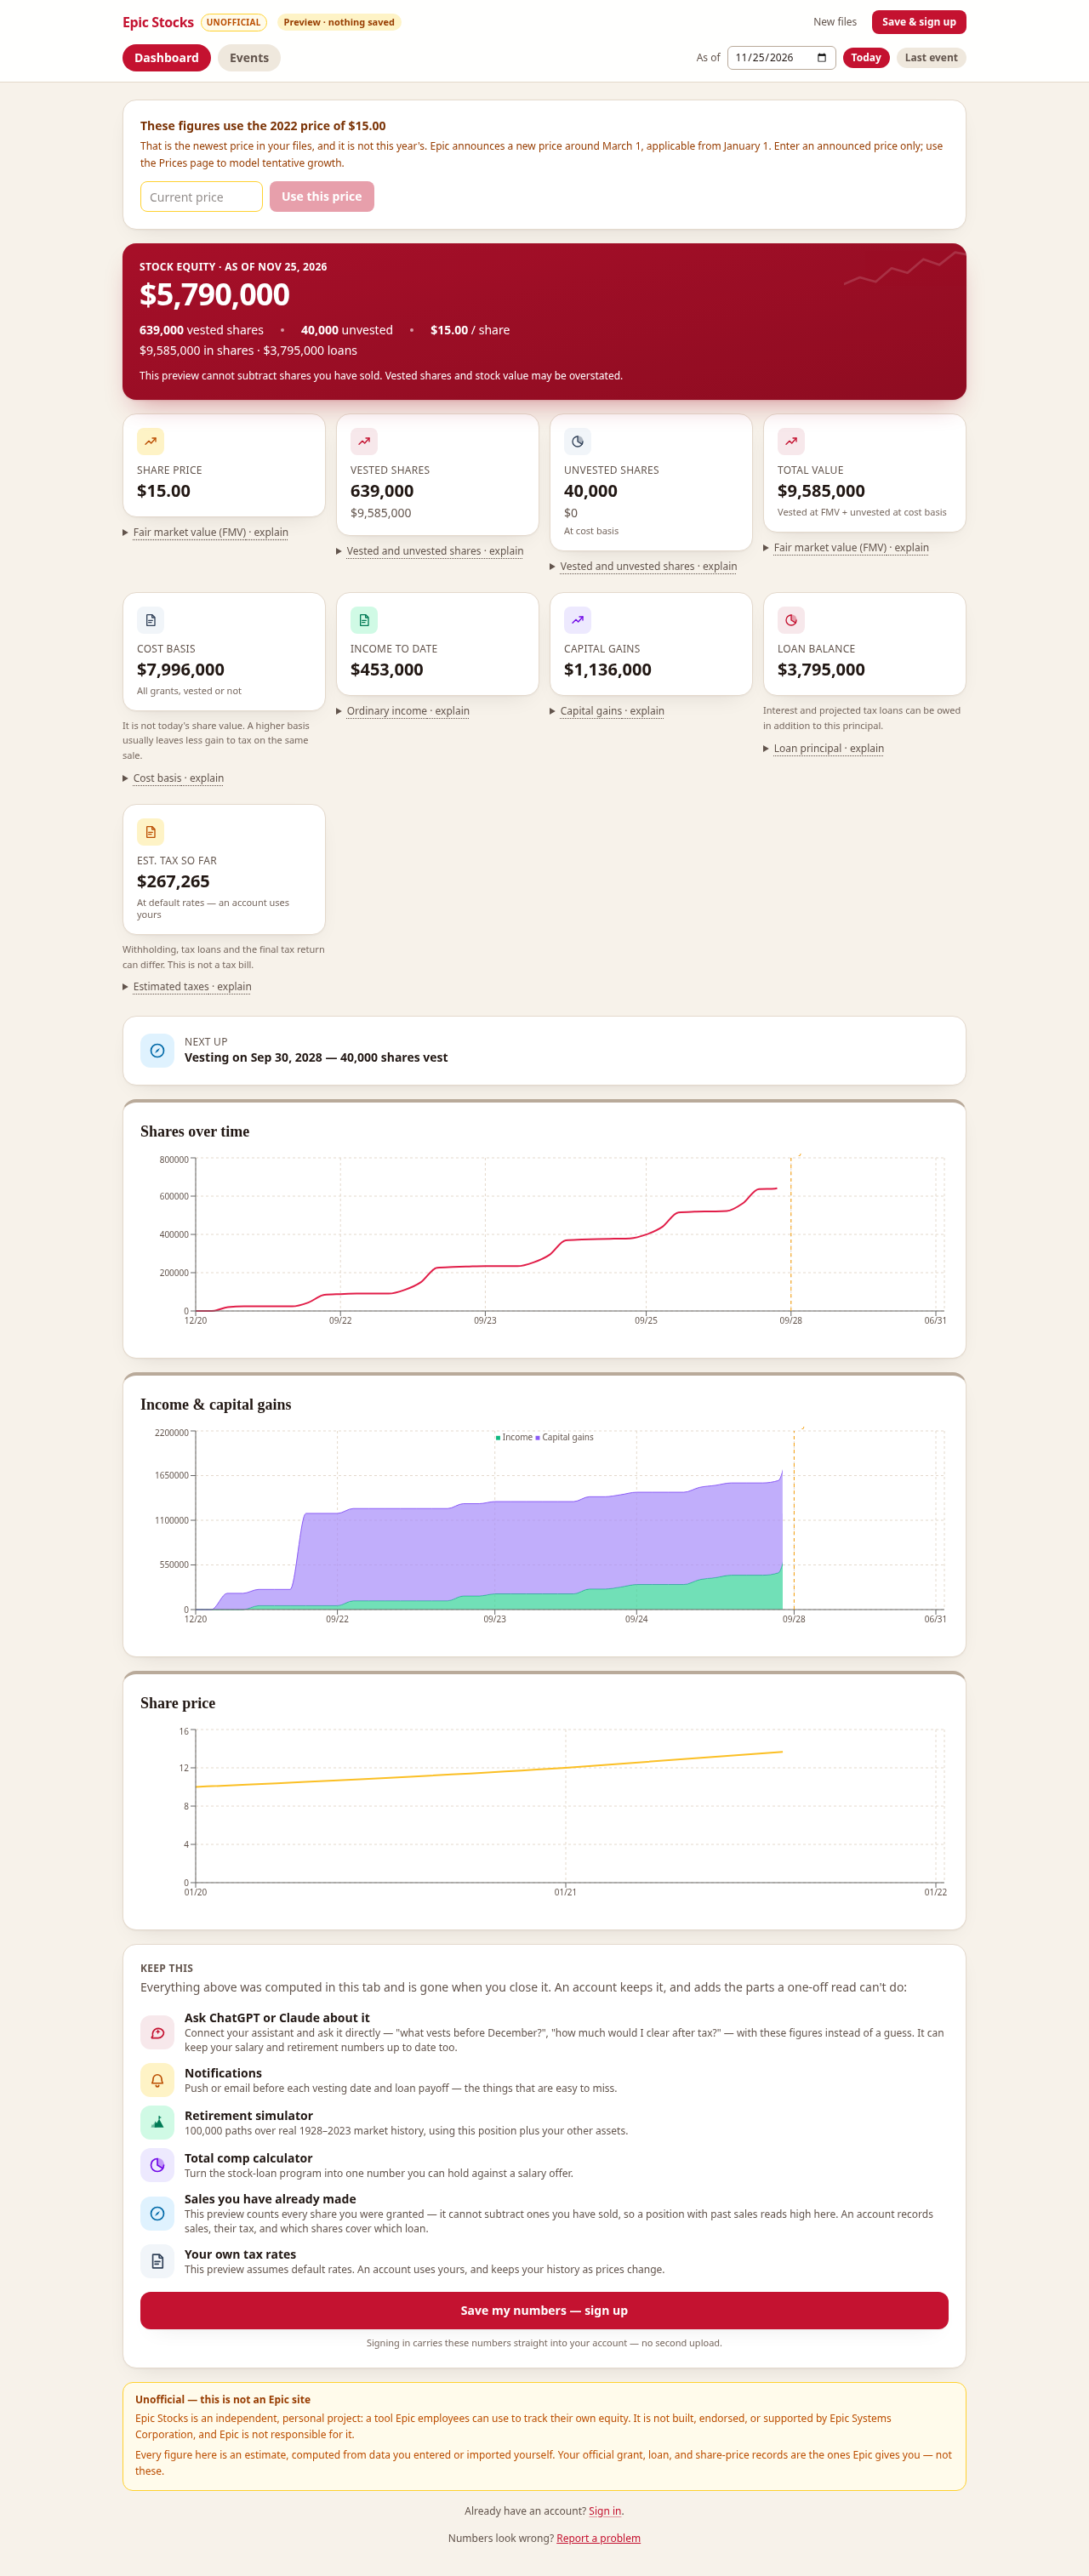 Epic Stocks UNOFFICIAL Preview · nothing saved New files Save & sign up
Dashboard Events As of 11/25/2026 Today Last event
These figures use the 2022 price of $15.00
That is the newest price in your files, and it is not this year's. Epic announces a new price around March 1, applicable from January 1. Enter an announced price only; use
the Prices page to model tentative growth.
Current price Use this price
STOCK EQUITY · AS OF NOV 25, 2026
$5,790,000
639,000 vested shares • 40,000 unvested • $15.00 / share
$9,585,000 in shares · $3,795,000 loans
This preview cannot subtract shares you have sold. Vested shares and stock value may be overstated.
SHARE PRICE
$15.00
Fair market value (FMV) · explain
VESTED SHARES
639,000
$9,585,000
Vested and unvested shares · explain
UNVESTED SHARES
40,000
$0
At cost basis
Vested and unvested shares · explain
TOTAL VALUE
$9,585,000
Vested at FMV + unvested at cost basis
Fair market value (FMV) · explain
COST BASIS
$7,996,000
All grants, vested or not
It is not today's share value. A higher basis
usually leaves less gain to tax on the same
sale.
Cost basis · explain
INCOME TO DATE
$453,000
Ordinary income · explain
CAPITAL GAINS
$1,136,000
Capital gains · explain
LOAN BALANCE
$3,795,000
Interest and projected tax loans can be owed
in addition to this principal.
Loan principal · explain
EST. TAX SO FAR
$267,265
At default rates — an account uses
yours
Withholding, tax loans and the final tax return
can differ. This is not a tax bill.
Estimated taxes · explain
NEXT UP
Vesting on Sep 30, 2028 — 40,000 shares vest
Shares over time
800000
600000
400000
200000
0
12/20 09/22 09/23 09/25 09/28 06/31
Income & capital gains
2200000
Income Capital gains
1650000
1100000
550000
0
12/20 09/22 09/23 09/24 09/28 06/31
Share price
16
12
8
4
0
01/20 01/21 01/22
KEEP THIS
Everything above was computed in this tab and is gone when you close it. An account keeps it, and adds the parts a one-off read can't do:
Ask ChatGPT or Claude about it
Connect your assistant and ask it directly — "what vests before December?", "how much would I clear after tax?" — with these figures instead of a guess. It can
keep your salary and retirement numbers up to date too.
Notifications
Push or email before each vesting date and loan payoff — the things that are easy to miss.
Retirement simulator
100,000 paths over real 1928–2023 market history, using this position plus your other assets.
Total comp calculator
Turn the stock-loan program into one number you can hold against a salary offer.
Sales you have already made
This preview counts every share you were granted — it cannot subtract ones you have sold, so a position with past sales reads high here. An account records
sales, their tax, and which shares cover which loan.
Your own tax rates
This preview assumes default rates. An account uses yours, and keeps your history as prices change.
Save my numbers — sign up
Signing in carries these numbers straight into your account — no second upload.
Unofficial — this is not an Epic site
Epic Stocks is an independent, personal project: a tool Epic employees can use to track their own equity. It is not built, endorsed, or supported by Epic Systems
Corporation, and Epic is not responsible for it.
Every figure here is an estimate, computed from data you entered or imported yourself. Your official grant, loan, and share-price records are the ones Epic gives you — not
these.
Already have an account? Sign in.
Numbers look wrong? Report a problem